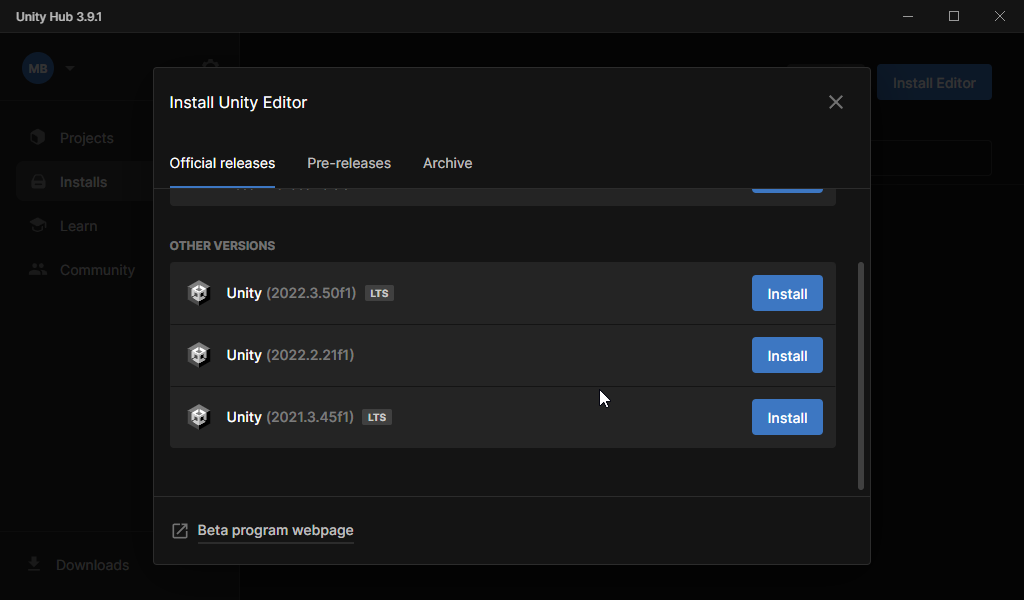 Unity Hub 3.9.1
MB
Install Editor
Install Unity Editor
Projects
Official releases
Pre-releases
Archive
Installs
Learn
OTHER VERSIONS
Community
Unity (2022.3.50f1) LTS
Install
Unity (2022.2.21f1)
Install
Unity (2021.3.45f1) LTS
Install
Beta program webpage
Downloads